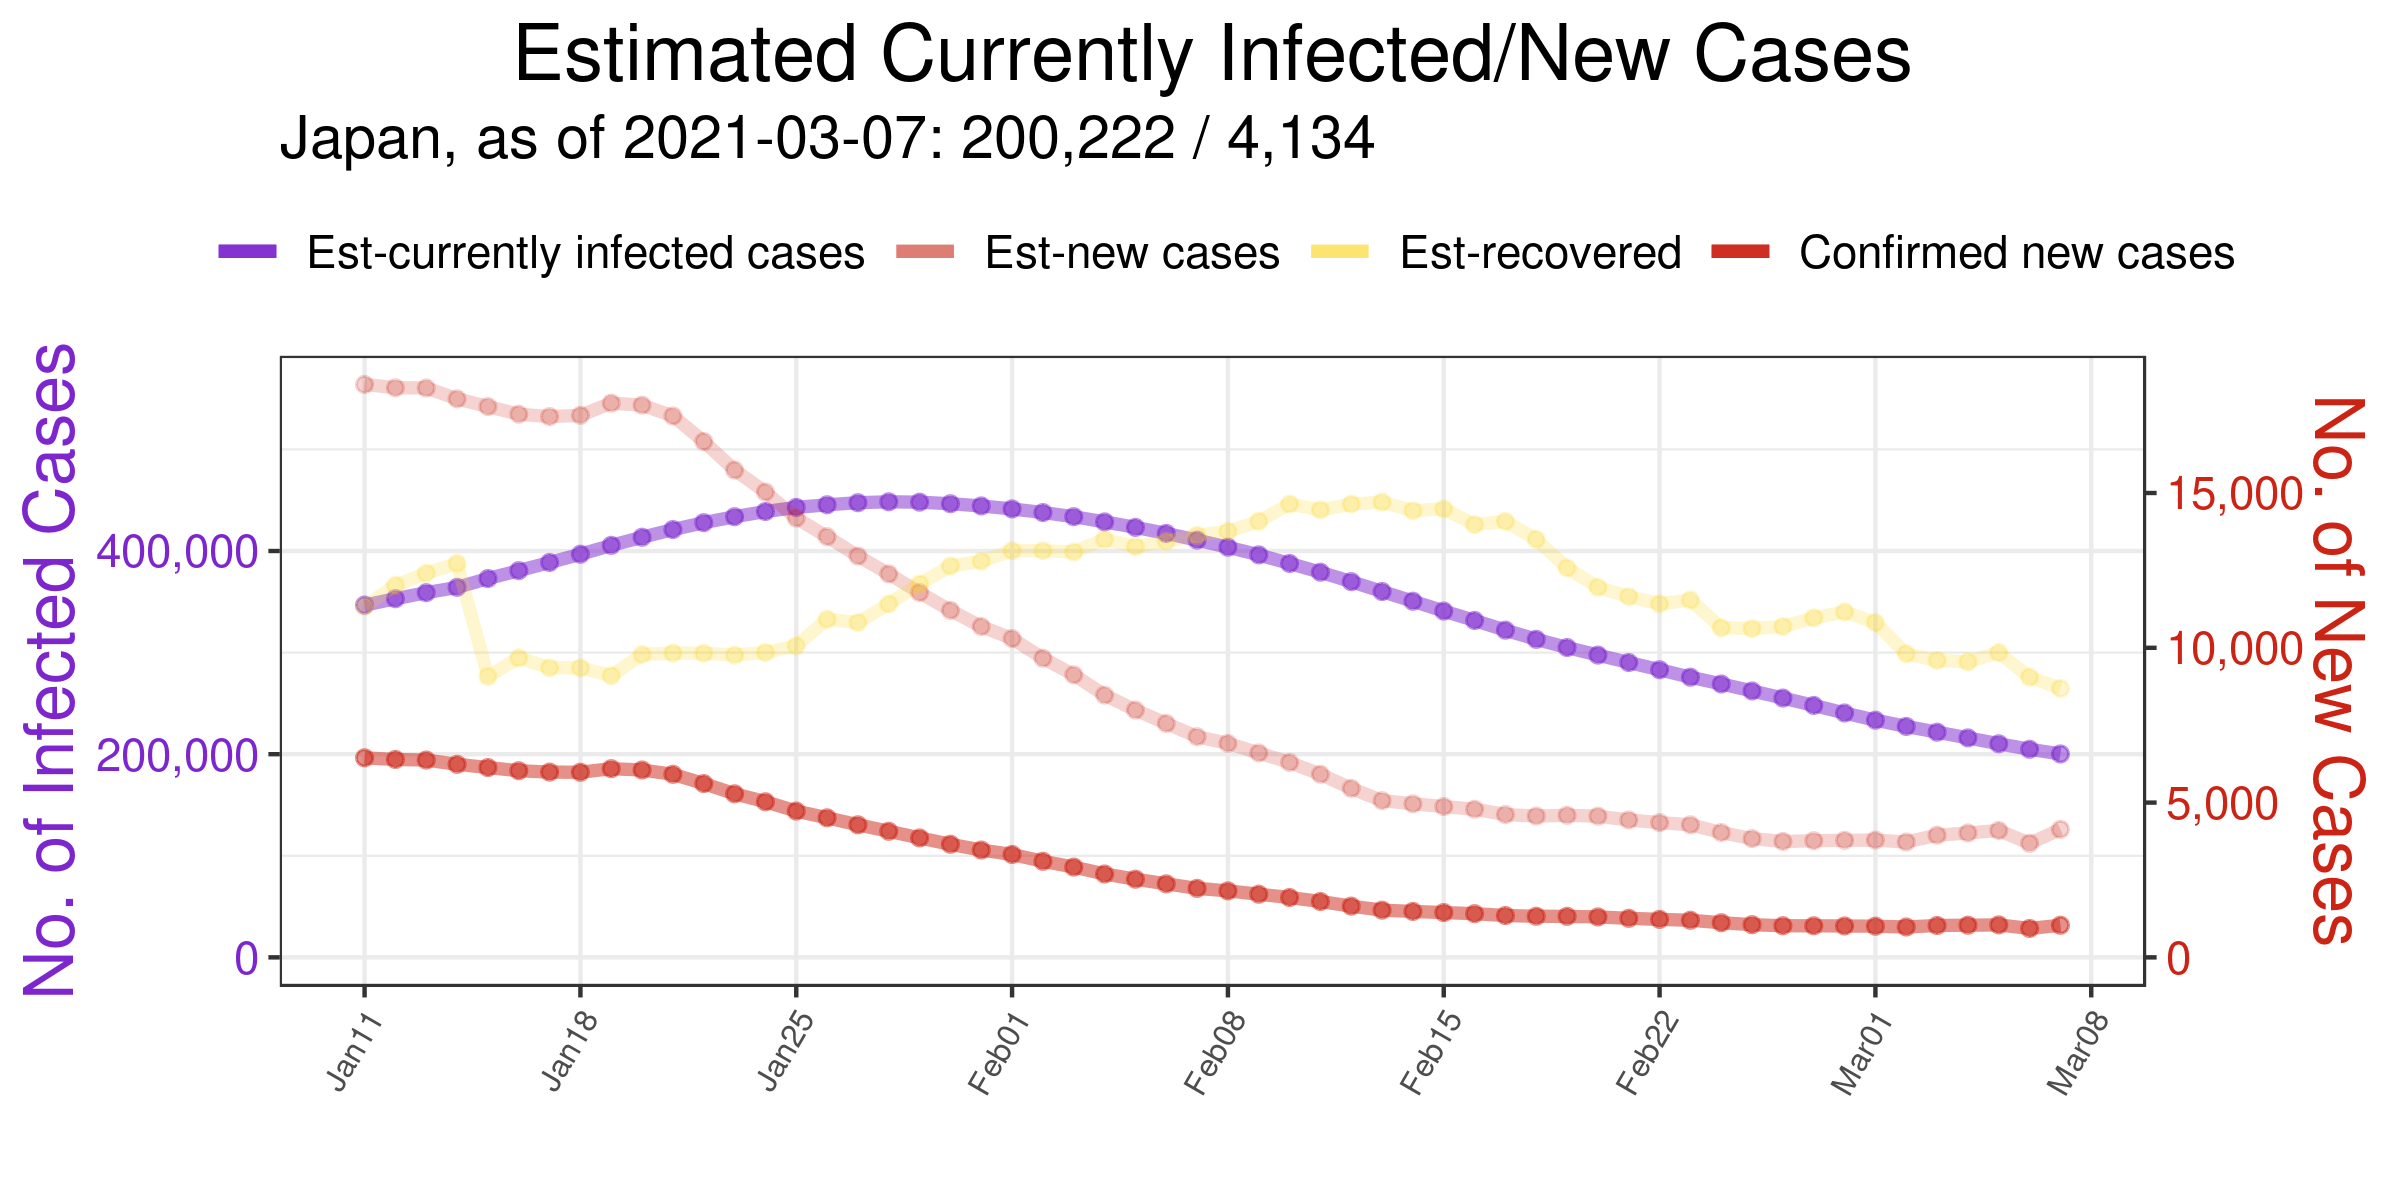 Estimated Currently Infected/New Cases
Japan, as of 2021-03-07: 200,222 / 4,134
Est-currently infected cases Est-new cases Est-recovered Confirmed new cases
No. of Infected Cases
400,000
200,000
0
15,000
10,000
5,000
0
No. of New Cases
Jan11 Jan18 Jan25 Feb01 Feb08 Feb15 Feb22 Mar01 Mar08